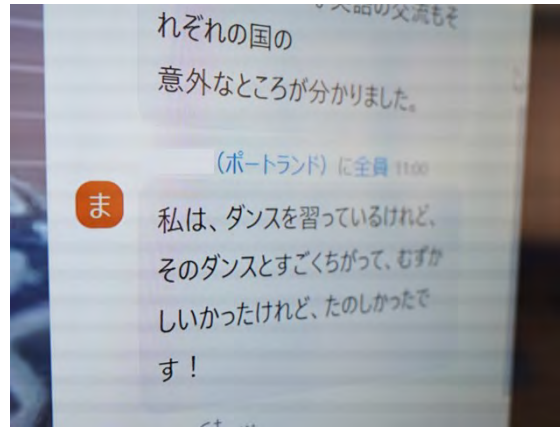 れぞれの国の
意外なところが分かりました。
(ポートランド) に全員 11:00
ま
私は、ダンスを習っているけれど、
そのダンスとすごくちがって、むずか
しいかったけれど、たのしかったで
す！